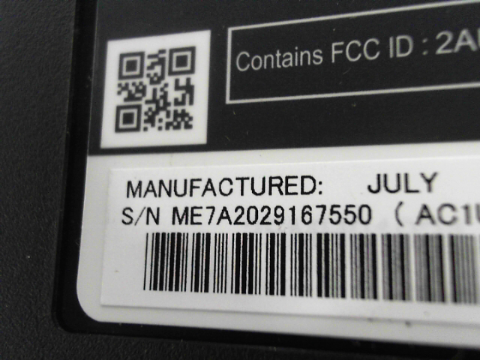 Contains FCC ID : 2A
MANUFACTURED: JULY
S/N ME7A2029167550 ( AC1